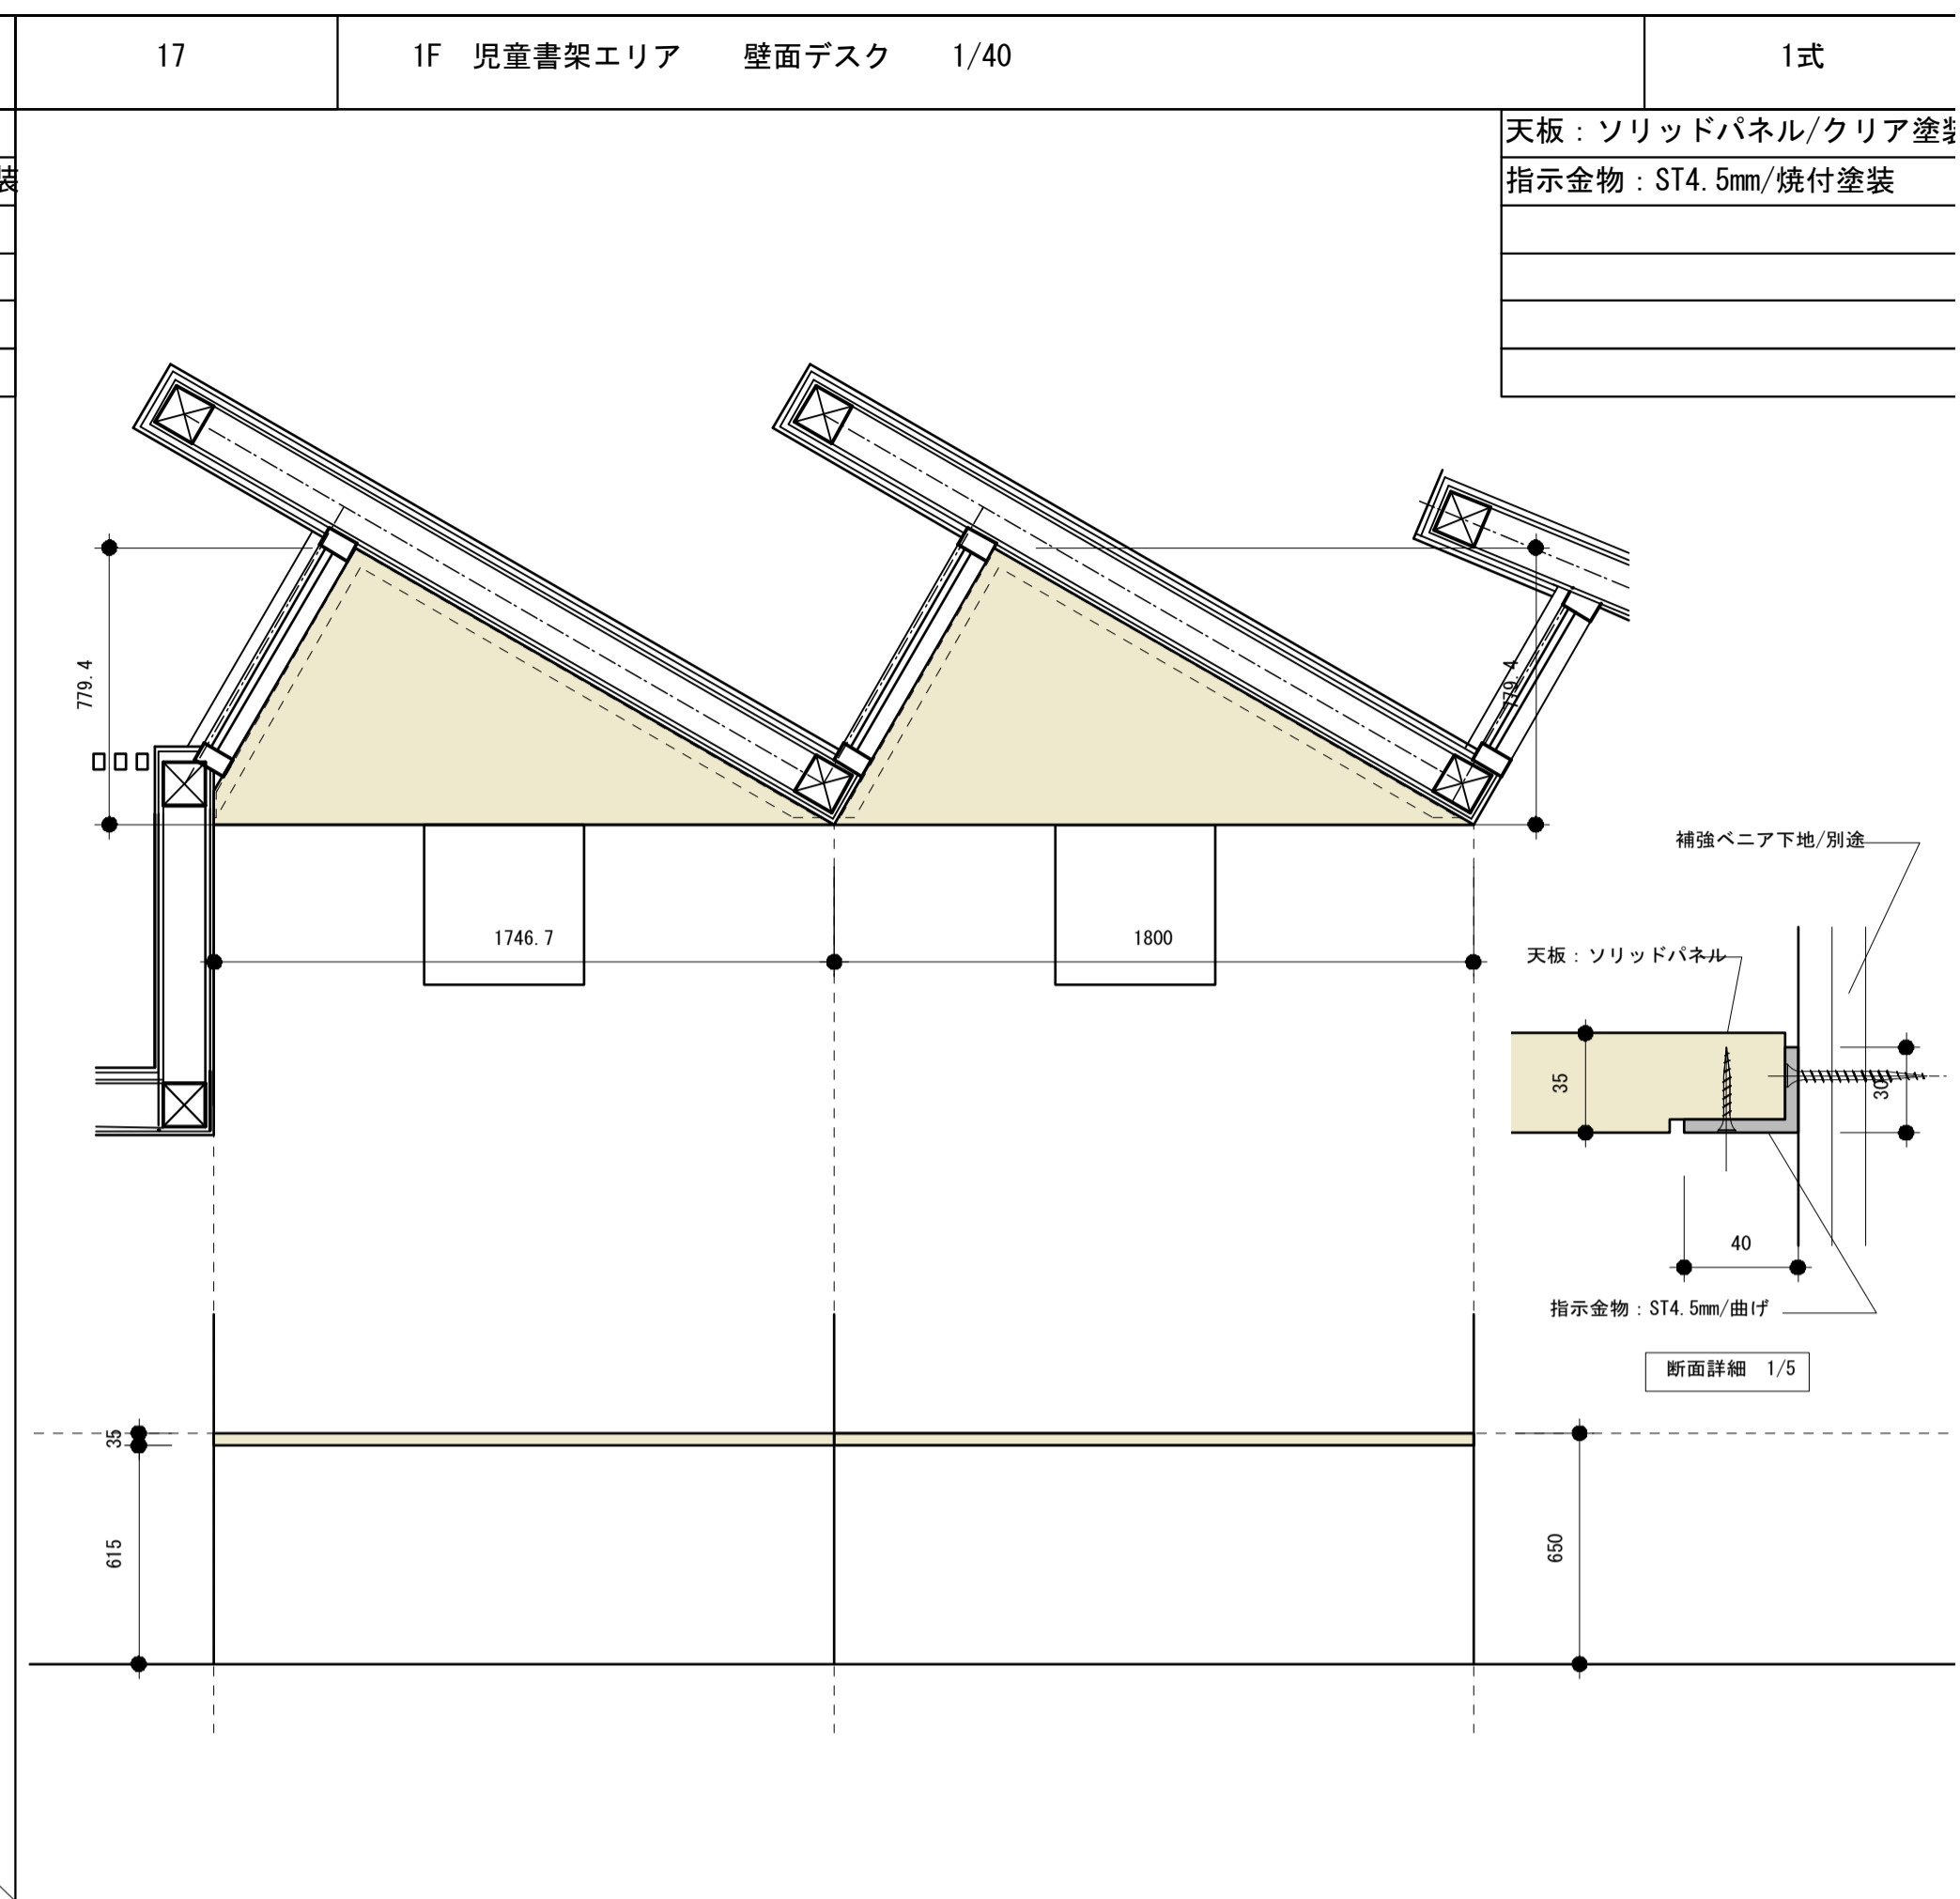 17
1F 児童書架エリア 壁面デスク 1/40
1式
天板：ソリッドパネル/クリア塗装
装
指示金物：ST4.5mm/焼付塗装
779.4
779.4
補強ベニア下地/別途
1746.7
1800
天板：ソリッドパネル
35
30
40
指示金物：ST4.5mm/曲げ
断面詳細 1/5
35
615
650